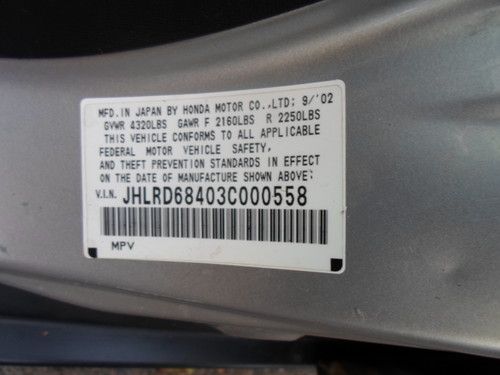 MFD. IN JAPAN BY HONDA MOTOR CO.,LTD; 9/'02
GVWR 4320LBS GAWR F 2160LBS R 2250LBS
THIS VEHICLE CONFORMS TO ALL APPLICABLE
FEDERAL MOTOR VEHICLE SAFETY,
AND THEFT PREVENTION STANDARDS IN EFFECT
ON THE DATE OF MANUFACTURE SHOWN ABOVE;
V.I.N. JHLRD68403C000558
MPV